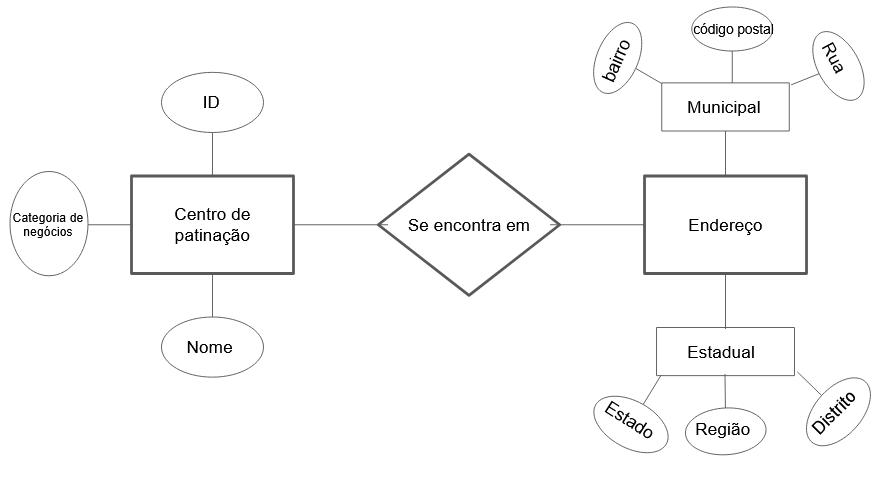 código postal
bairro
Rua
ID
Municipal
Categoria de
negócios
Centro de
patinação
Se encontra em
Endereço
Nome
Estadual
Estado
Região
Distrito